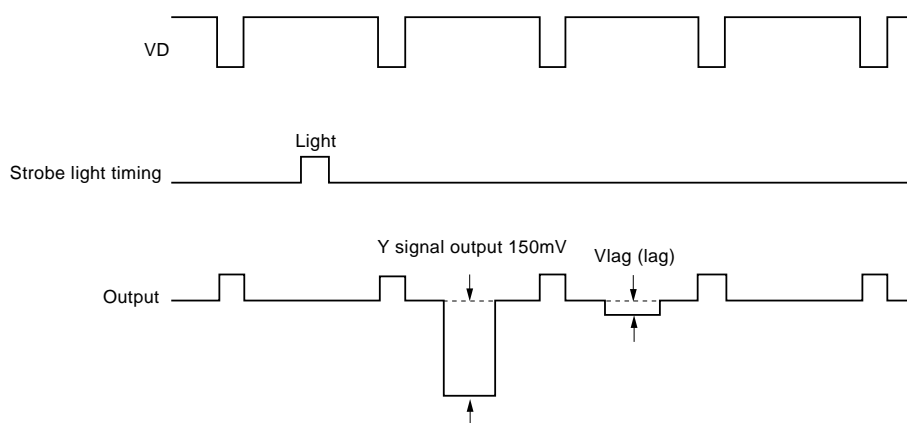 VD
Light
Strobe light timing
Y signal output 150mV
Vlag (lag)
Output